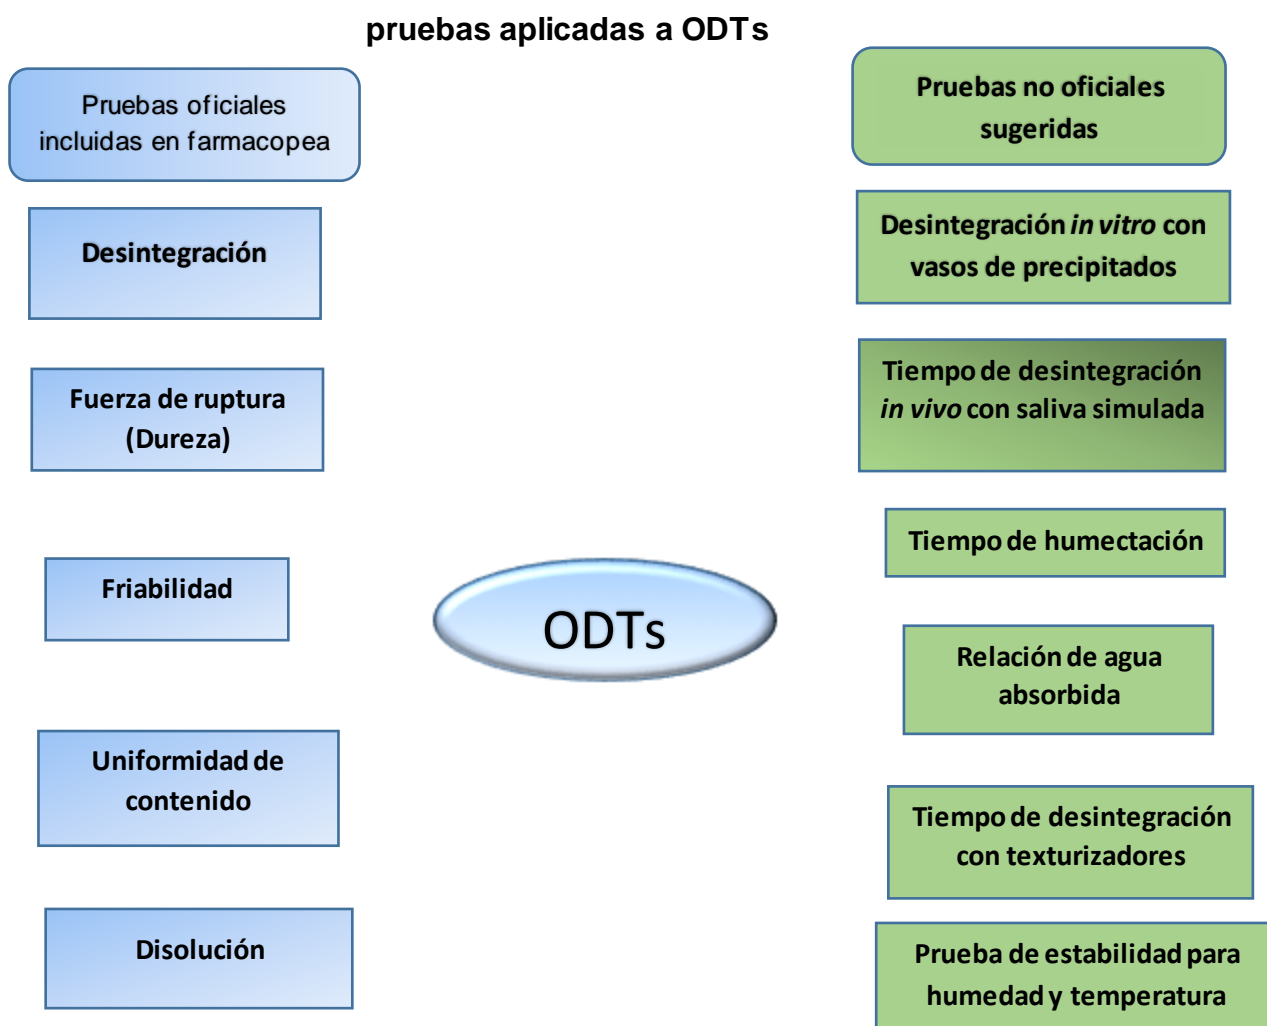 pruebas aplicadas a ODTs
Pruebas oficiales
incluidas en farmacopea
Desintegración
Fuerza de ruptura
(Dureza)
Friabilidad
Uniformidad de
contenido
Disolución
ODTs
Pruebas no oficiales
sugeridas
Desintegración in vitro con
vasos de precipitados
Tiempo de desintegración
in vivo con saliva simulada
Tiempo de humectación
Relación de agua
absorbida
Tiempo de desintegración
con texturizadores
Prueba de estabilidad para
humedad y temperatura